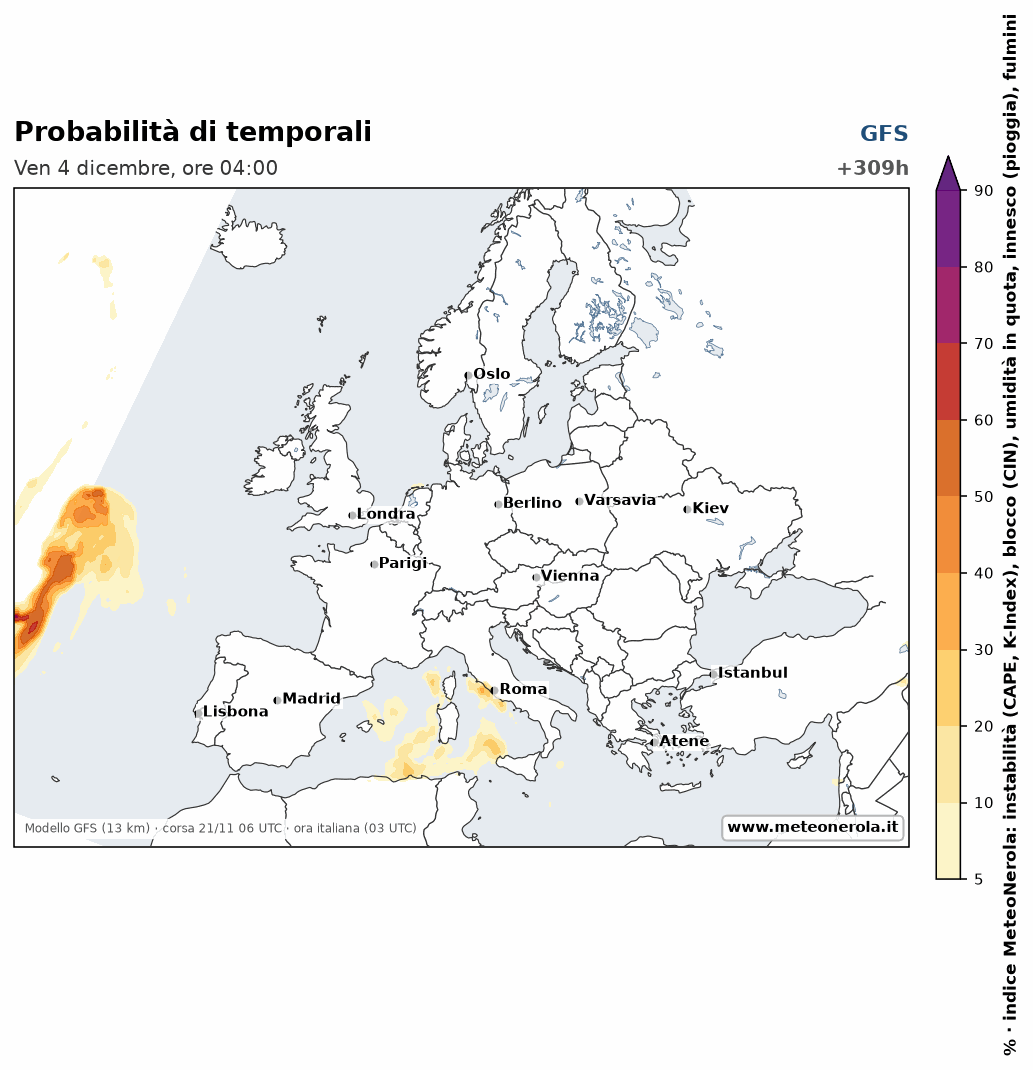 Probabilità di temporali
GFS
Ven 4 dicembre, ore 04:00
+309h
Oslo
Londra
Berlino
Varsavia
Kiev
Parigi
Vienna
Istanbul
Roma
Madrid
Lisbona
Atene
Modello GFS (13 km) · corsa 21/11 06 UTC · ora italiana (03 UTC)
www.meteonerola.it
90
80
70
60
50
40
30
20
10
5
% · indice MeteoNerola: instabilità (CAPE, K-Index), blocco (CIN), umidità in quota, innesco (pioggia), fulmini